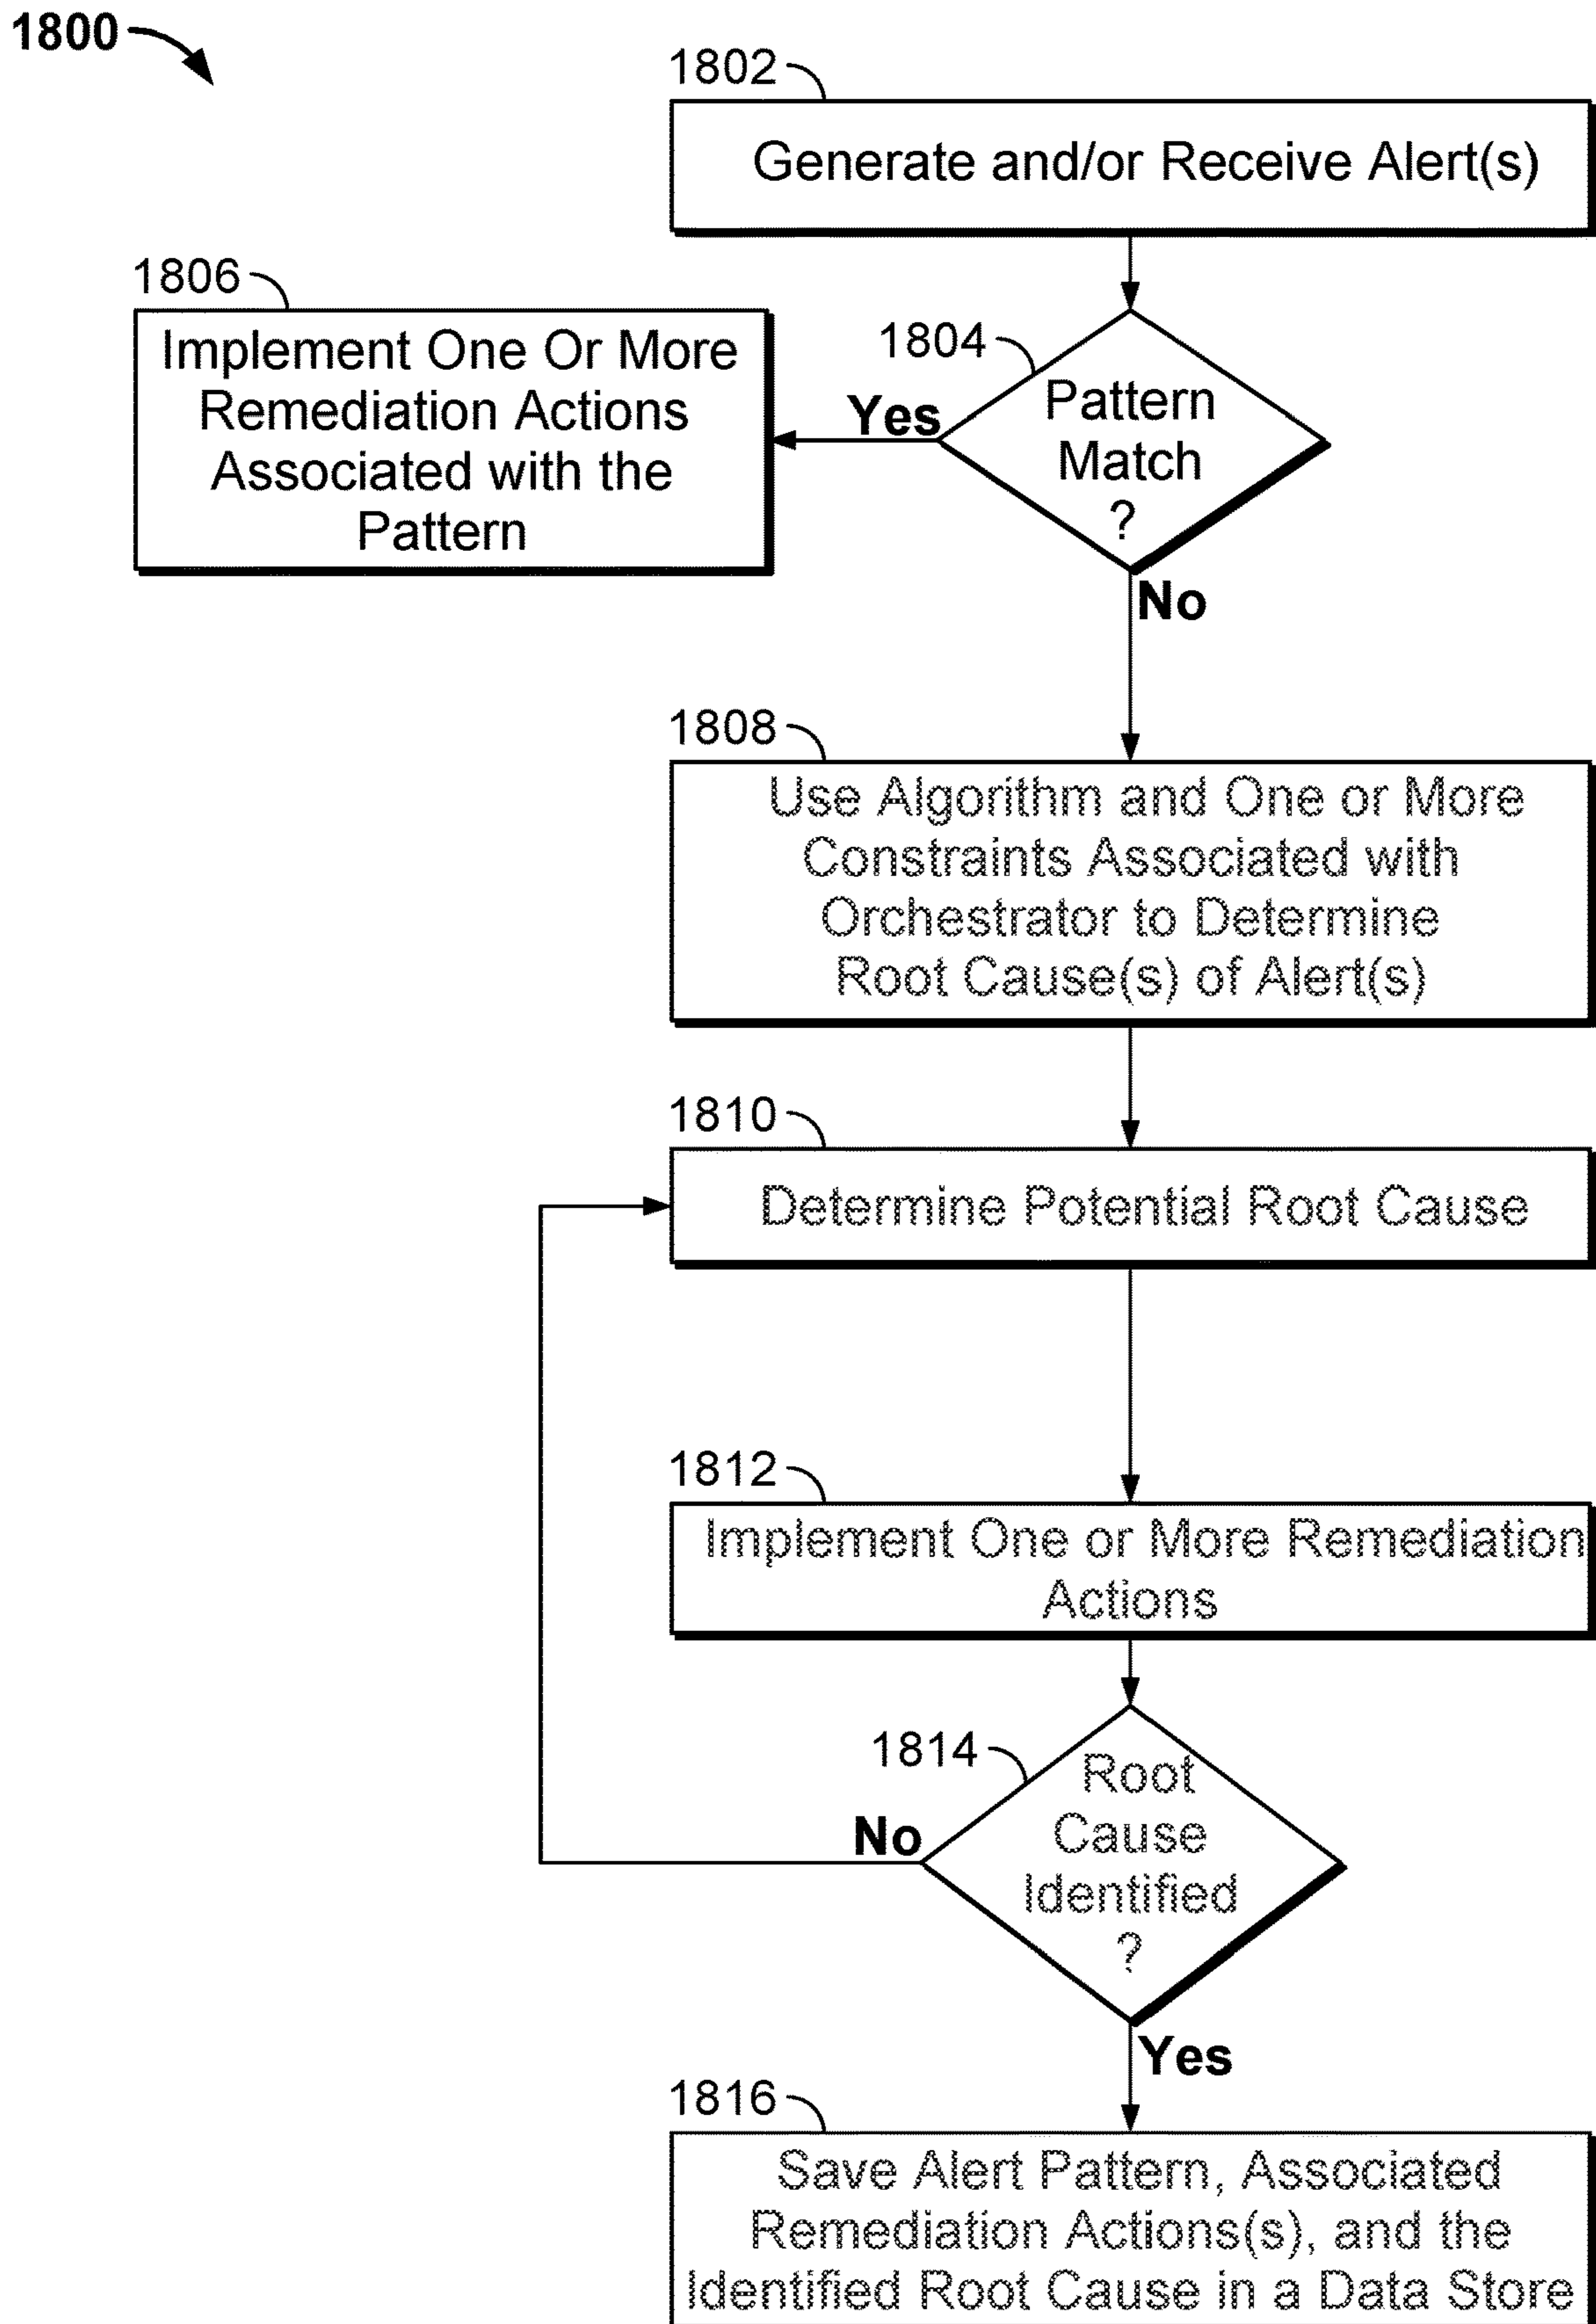 1800
1802
Generate and/or Receive Alert(s)
1806
Implement One Or More
Remediation Actions
Associated with the
Pattern
1804
Pattern
Match
?
Yes
No
1808
Use Algorithm and One or More
Constraints Associated with
Orchestrator to Determine
Root Cause(s) of Alert(s)
1810
Determine Potential Root Cause
1812
Implement One or More Remediation
Actions
1814
Root
Cause
Identified
?
No
Yes
1816
Save Alert Pattern, Associated
Remediation Actions(s), and the
Identified Root Cause in a Data Store